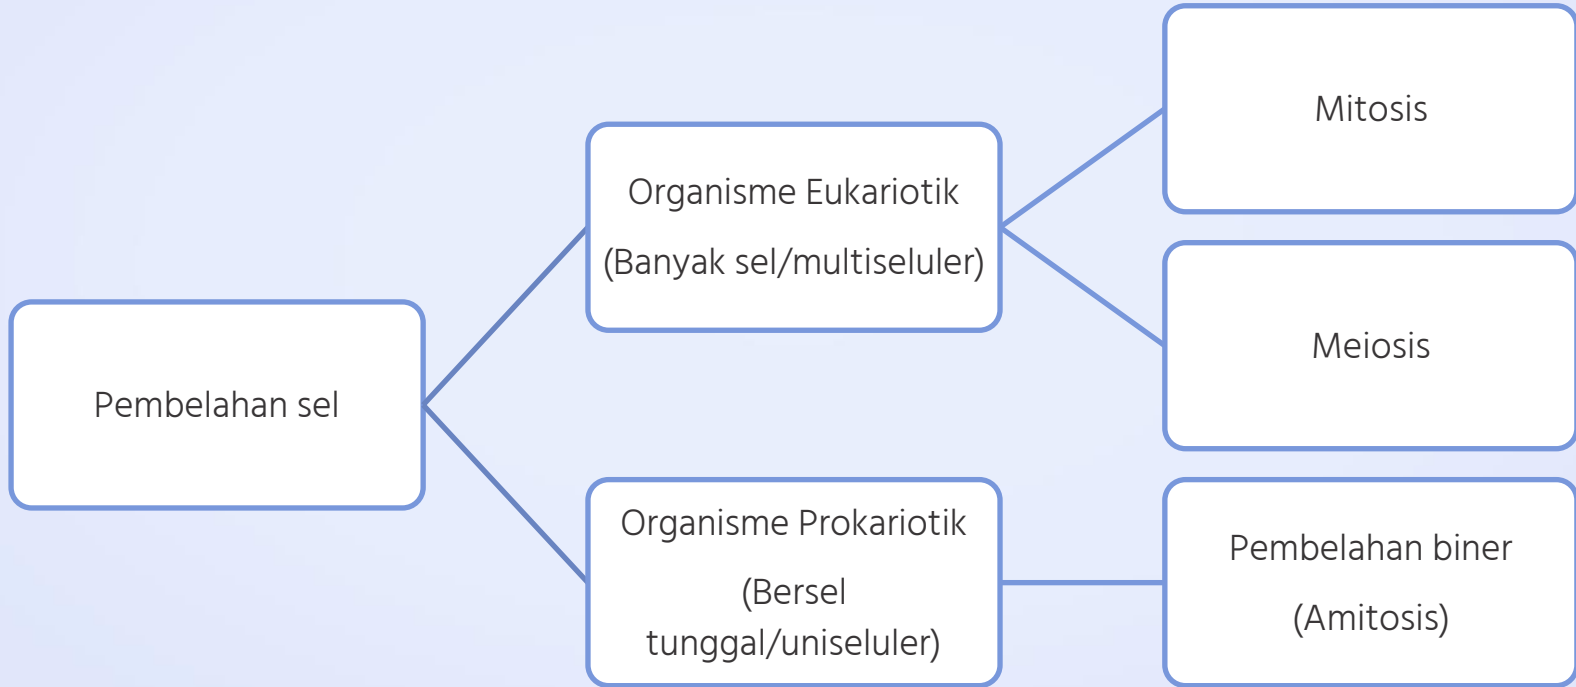 Pembelahan sel
Organisme Eukariotik
(Banyak sel/multiseluler)
Mitosis
Meiosis
Organisme Prokariotik
(Bersel
tunggal/uniseluler)
Pembelahan biner
(Amitosis)